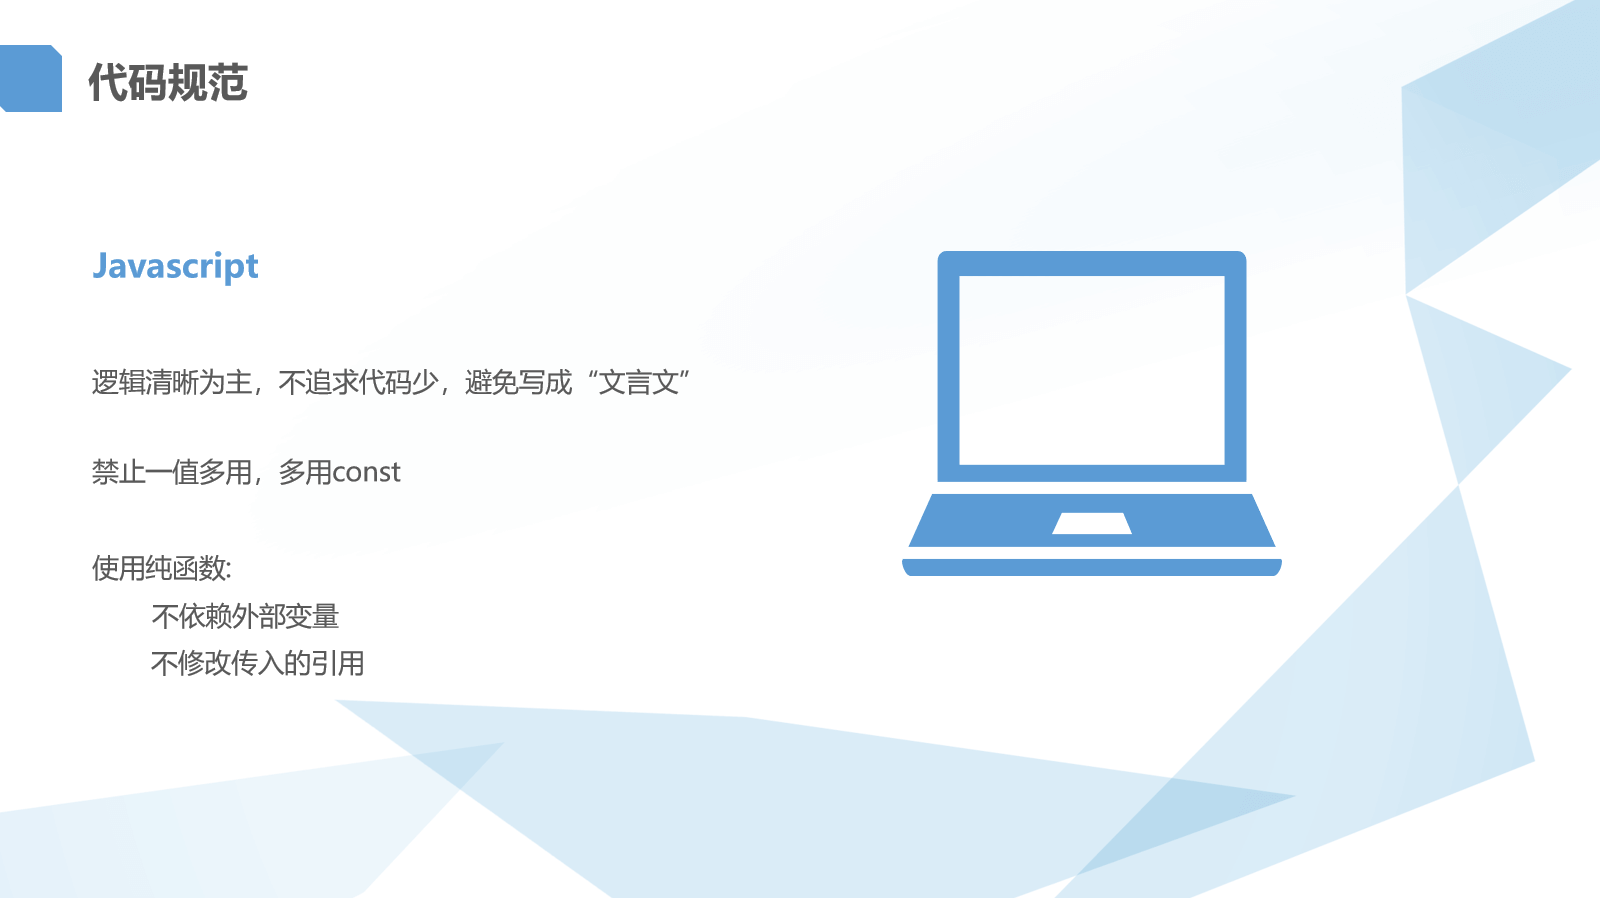 代码规范
Javascript
逻辑清晰为主，不追求代码少，避免写成“文言文”
禁止一值多用，多用const
使用纯函数:
不依赖外部变量
不修改传入的引用